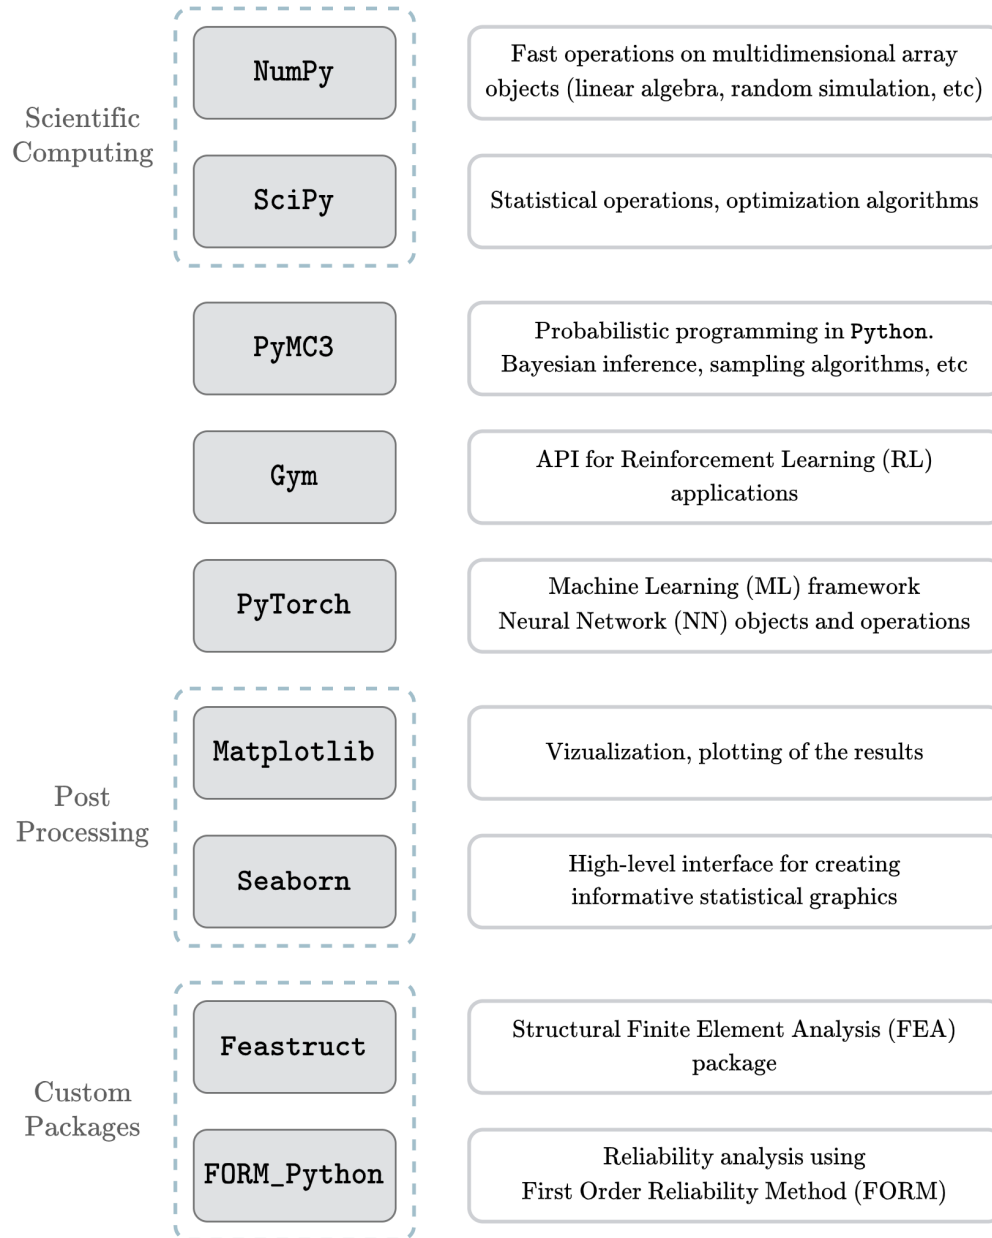 NumPy
Fast operations on multidimensional array
objects (linear algebra, random simulation, etc)
Scientific
Computing
SciPy
Statistical operations, optimization algorithms
PyMC3
Probabilistic programming in Python.
Bayesian inference, sampling algorithms, etc
Gym
API for Reinforcement Learning (RL)
applications
PyTorch
Machine Learning (ML) framework
Neural Network (NN) objects and operations
Matplotlib
Vizualization, plotting of the results
Post
Processing
Seaborn
High-level interface for creating
informative statistical graphics
Feastruct
Structural Finite Element Analysis (FEA)
package
Custom
Packages
FORM_Python
Reliability analysis using
First Order Reliability Method (FORM)